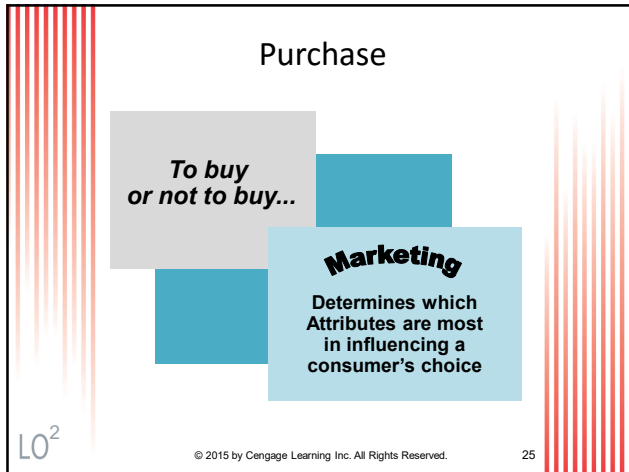 Purchase
To buy
or not to buy...
Marketing
Determines which
Attributes are most
in influencing a
consumer's choice
LO2
© 2015 by Cengage Learning Inc. All Rights Reserved.
25